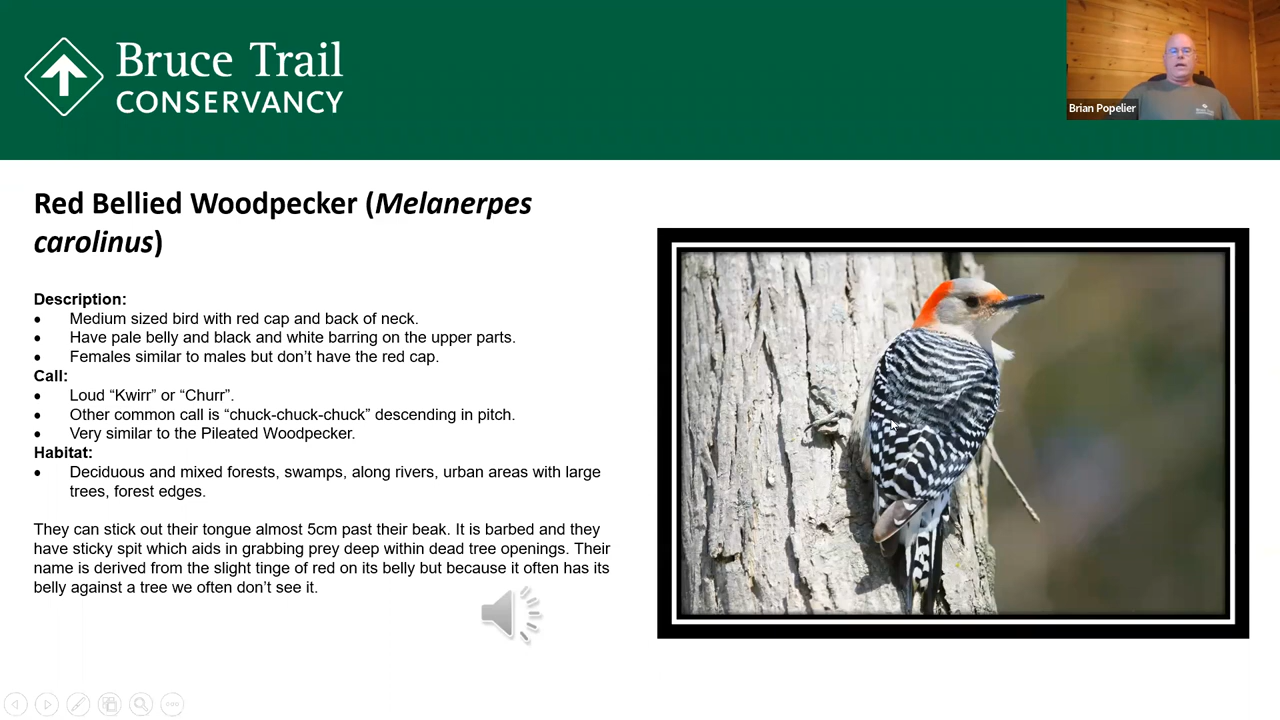 Bruce Trail
CONSERVANCY
Brian Popelier
Red Bellied Woodpecker (Melanerpes
carolinus)
Description:
• Medium sized bird with red cap and back of neck.
• Have pale belly and black and white barring on the upper parts.
• Females similar to males but don’t have the red cap.
Call:
• Loud “Kwirr” or “Churr”.
• Other common call is “chuck-chuck-chuck” descending in pitch.
• Very similar to the Pileated Woodpecker.
Habitat:
• Deciduous and mixed forests, swamps, along rivers, urban areas with large
trees, forest edges.
They can stick out their tongue almost 5cm past their beak. It is barbed and they
have sticky spit which aids in grabbing prey deep within dead tree openings. Their
name is derived from the slight tinge of red on its belly but because it often has its
belly against a tree we often don’t see it.